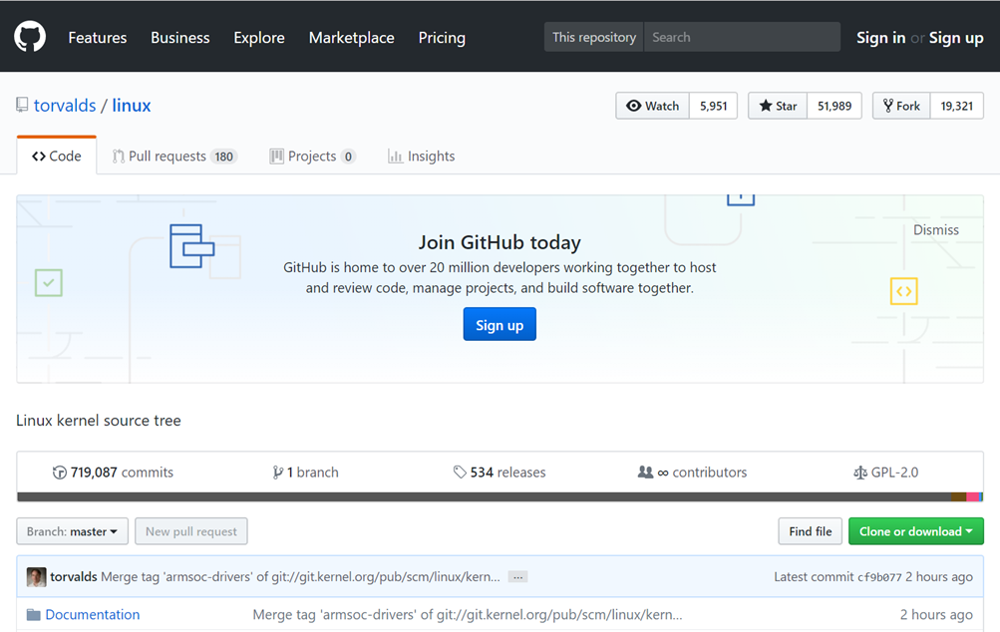 Features Business Explore Marketplace Pricing This repository Search Sign in or Sign up
torvalds / linux Watch 5,951 Star 51,989 Fork 19,321
Code Pull requests 180 Projects 0 Insights
Join GitHub today
Dismiss
GitHub is home to over 20 million developers working together to host
and review code, manage projects, and build software together.
Sign up
Linux kernel source tree
719,087 commits 1 branch 534 releases ∞ contributors GPL-2.0
Branch: master New pull request Find file Clone or download
torvalds Merge tag 'armsoc-drivers' of git://git.kernel.org/pub/scm/linux/kern... … Latest commit cf9b077 2 hours ago
Documentation Merge tag 'armsoc-drivers' of git://git.kernel.org/pub/scm/linux/kern... 2 hours ago